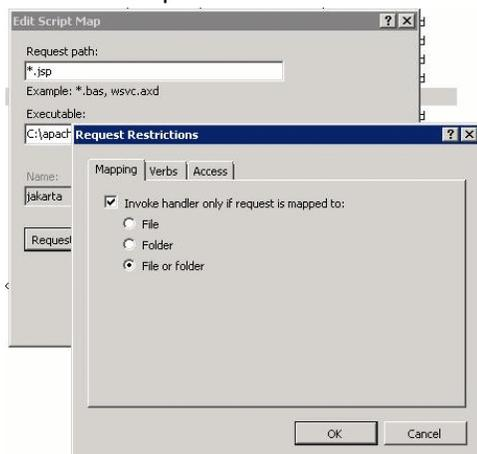 Edit Script Map
Request path:
*.jsp
Example: *.bas, wsvc.axd
Executable:
C:\apach
Name:
jakarta
Request
Request Restrictions
Mapping
Verbs
Access
Invoke handler only if request is mapped to:
File
Folder
File or folder
OK
Cancel